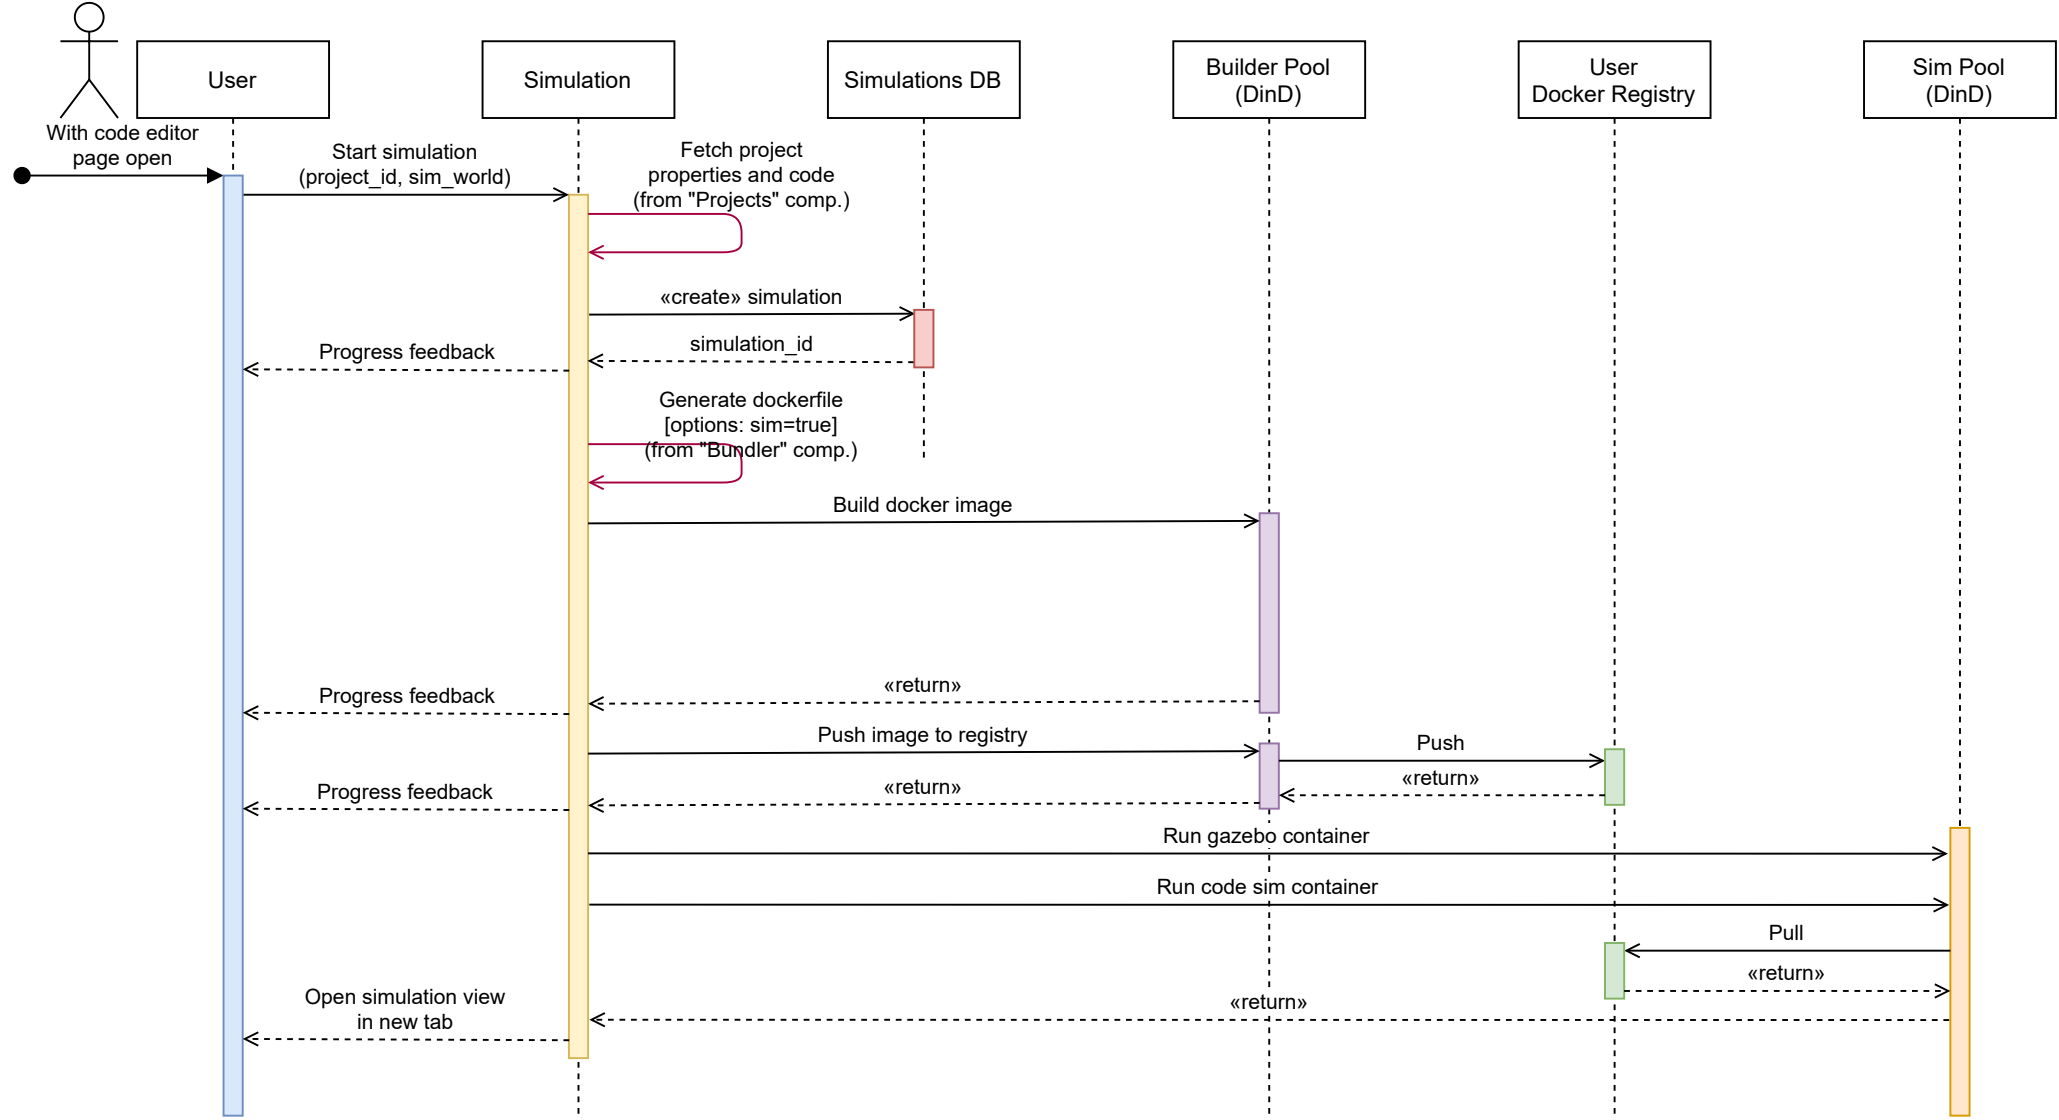 User
Simulation
Simulations DB
Builder Pool
(DinD)
User
Docker Registry
Sim Pool
(DinD)
With code editor
page open
Start simulation
(project_id, sim_world)
Fetch project
properties and code
(from "Projects" comp.)
«create» simulation
simulation_id
Progress feedback
Generate dockerfile
[options: sim=true]
(from "Bundler" comp.)
Build docker image
«return»
Progress feedback
Push image to registry
Push
«return»
«return»
Progress feedback
Run gazebo container
Run code sim container
Pull
«return»
«return»
Open simulation view
in new tab